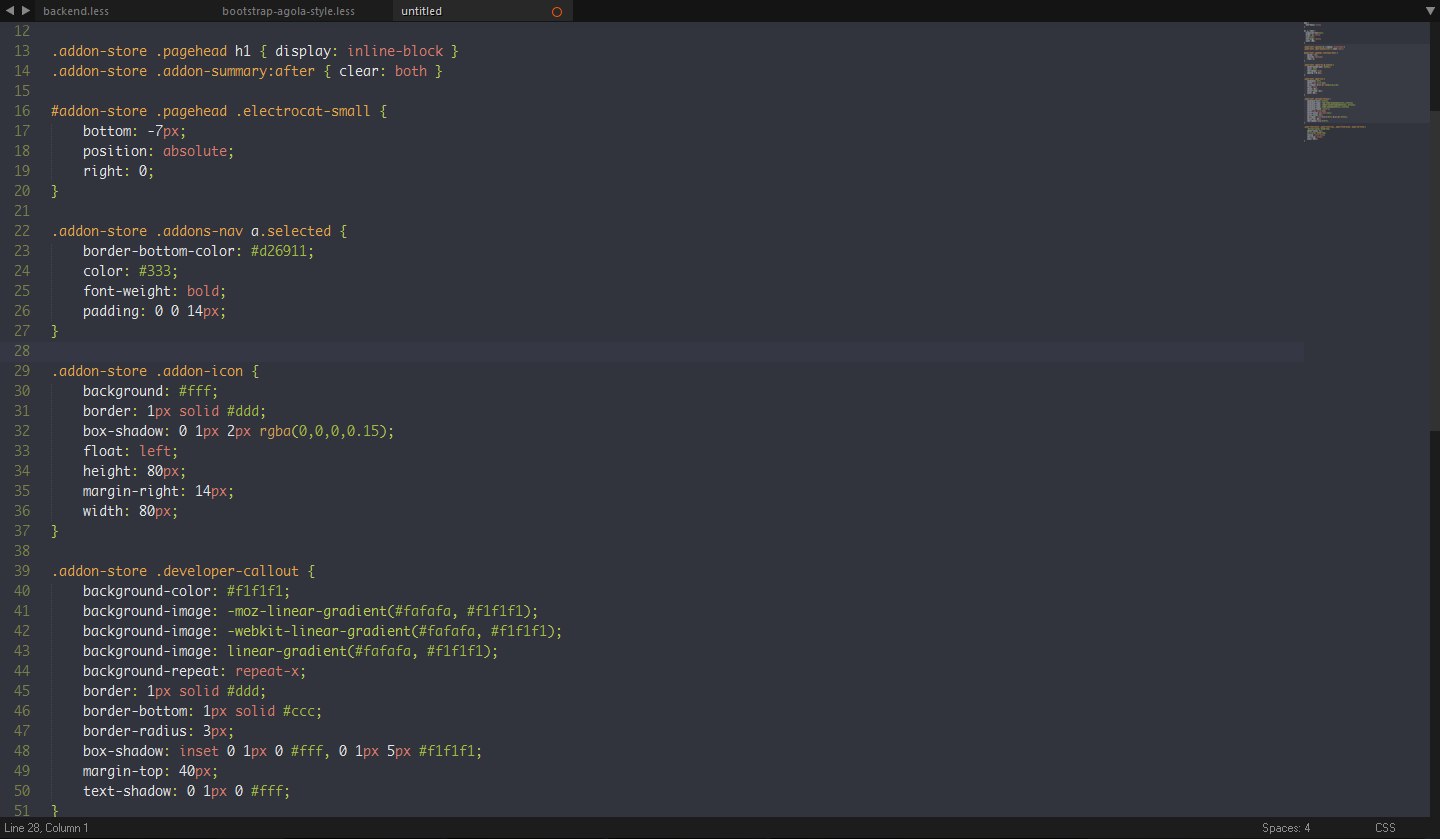 backend.less bootstrap-agola-style.less untitled
12
13 .addon-store .pagehead h1 { display: inline-block }
14 .addon-store .addon-summary:after { clear: both }
15
16 #addon-store .pagehead .electrocat-small {
17     bottom: -7px;
18     position: absolute;
19     right: 0;
20 }
21
22 .addon-store .addons-nav a.selected {
23     border-bottom-color: #d26911;
24     color: #333;
25     font-weight: bold;
26     padding: 0 0 14px;
27 }
28
29 .addon-store .addon-icon {
30     background: #fff;
31     border: 1px solid #ddd;
32     box-shadow: 0 1px 2px rgba(0,0,0,0.15);
33     float: left;
34     height: 80px;
35     margin-right: 14px;
36     width: 80px;
37 }
38
39 .addon-store .developer-callout {
40     background-color: #f1f1f1;
41     background-image: -moz-linear-gradient(#fafafa, #f1f1f1);
42     background-image: -webkit-linear-gradient(#fafafa, #f1f1f1);
43     background-image: linear-gradient(#fafafa, #f1f1f1);
44     background-repeat: repeat-x;
45     border: 1px solid #ddd;
46     border-bottom: 1px solid #ccc;
47     border-radius: 3px;
48     box-shadow: inset 0 1px 0 #fff, 0 1px 5px #f1f1f1;
49     margin-top: 40px;
50     text-shadow: 0 1px 0 #fff;
51 }
Line 28, Column 1 Spaces: 4 CSS